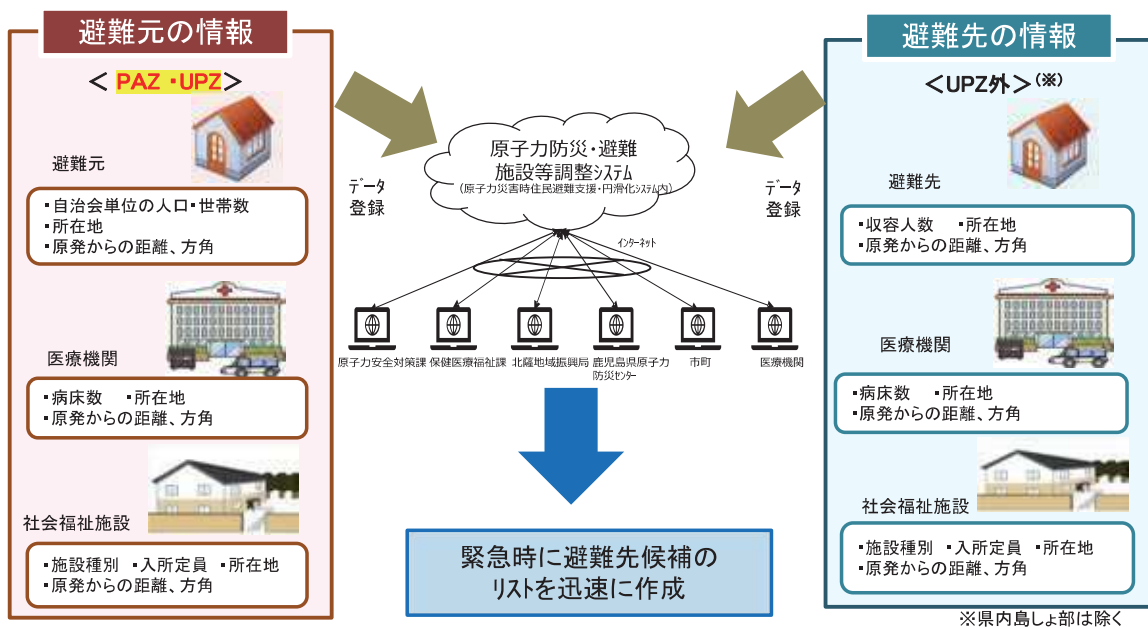 避難元の情報
＜ PAZ ・UPZ＞
避難元
・自治会単位の人口・世帯数
・所在地
・原発からの距離、方角
医療機関
・病床数　・所在地
・原発からの距離、方角
社会福祉施設
・施設種別　・入所定員　・所在地
・原発からの距離、方角
データ
登録
原子力防災・避難
施設等調整システム
（原子力災害時住民避難支援・円滑化システム内）
インターネット
原子力安全対策課
保健医療福祉課
北薩地域振興局
鹿児島県原子力
防災センター
市町
医療機関
緊急時に避難先候補の
リストを迅速に作成
データ
登録
避難先の情報
＜UPZ外＞（※）
避難先
・収容人数　・所在地
・原発からの距離、方角
医療機関
・病床数　・所在地
・原発からの距離、方角
社会福祉施設
・施設種別　・入所定員　・所在地
・原発からの距離、方角
※県内島しょ部は除く